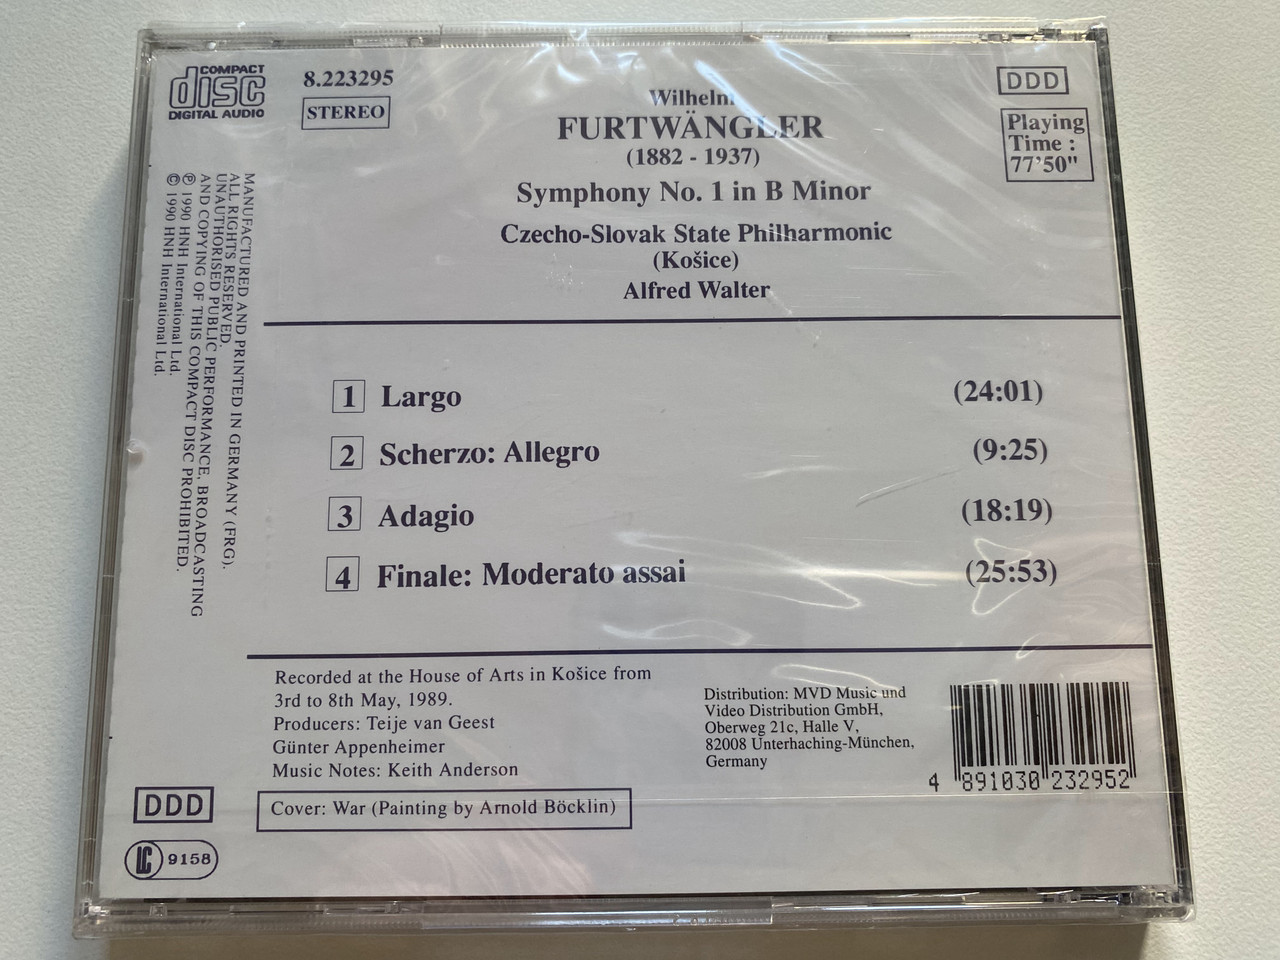 COMPACT
disc
DIGITAL AUDIO
8.223295
STEREO
Wilhelm
FURTWÄNGLER
(1882 - 1937)
Symphony No. 1 in B Minor
Czecho-Slovak State Philharmonic
(Košice)
Alfred Walter
DDD
Playing
Time :
77'50"
MANUFACTURED AND PRINTED IN GERMANY (FRG).
ALL RIGHTS RESERVED.
UNAUTHORISED PUBLIC PERFORMANCE, BROADCASTING
AND COPYING OF THIS COMPACT DISC PROHIBITED.
℗ 1990 HNH International Ltd.
© 1990 HNH International Ltd.
1 Largo (24:01)
2 Scherzo: Allegro (9:25)
3 Adagio (18:19)
4 Finale: Moderato assai (25:53)
Recorded at the House of Arts in Košice from
3rd to 8th May, 1989.
Producers: Teije van Geest
Günter Appenheimer
Music Notes: Keith Anderson
Cover: War (Painting by Arnold Böcklin)
Distribution: MVD Music und
Video Distribution GmbH,
Oberweg 21c, Halle V,
82008 Unterhaching-München,
Germany
4 891030 232952
DDD
LC 9158